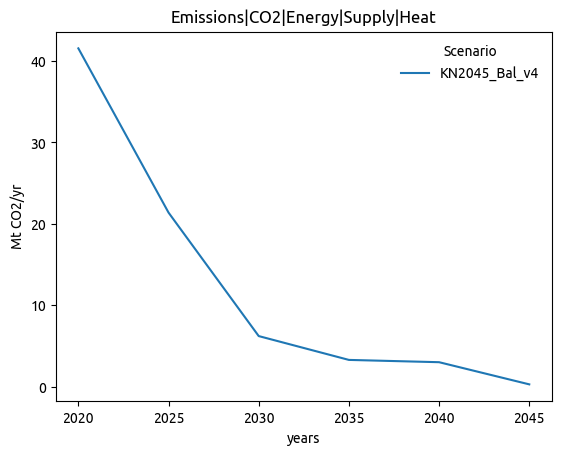 Emissions|CO2|Energy|Supply|Heat
Scenario
KN2045_Bal_v4
Mt CO2/yr
40
30
20
10
0
2020 2025 2030 2035 2040 2045
years